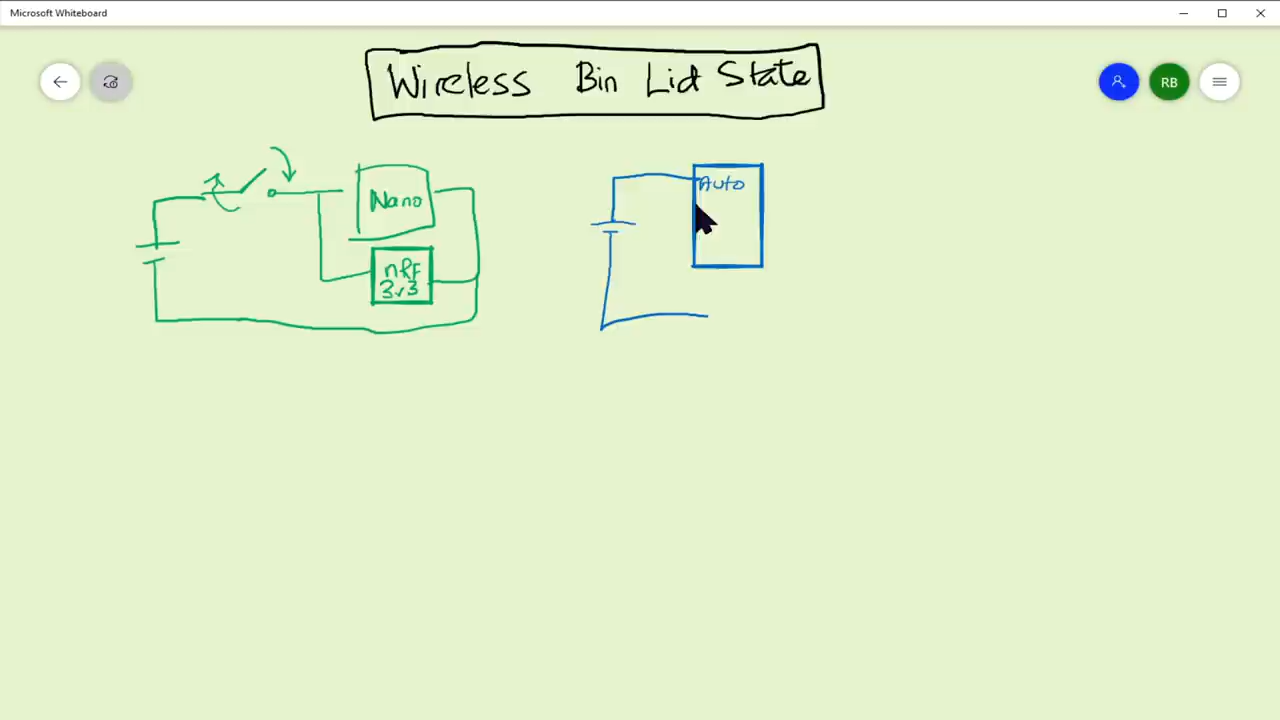 Microsoft Whiteboard
Wireless Bin Lid State
RB
Nano
nRF
3v3
Auto